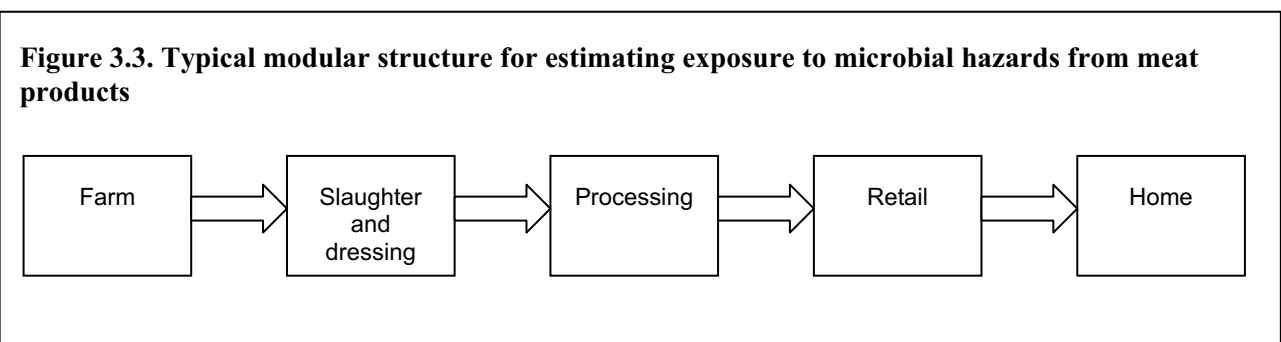 Figure 3.3. Typical modular structure for estimating exposure to microbial hazards from meat
products
Farm
Slaughter
and
dressing
Processing
Retail
Home